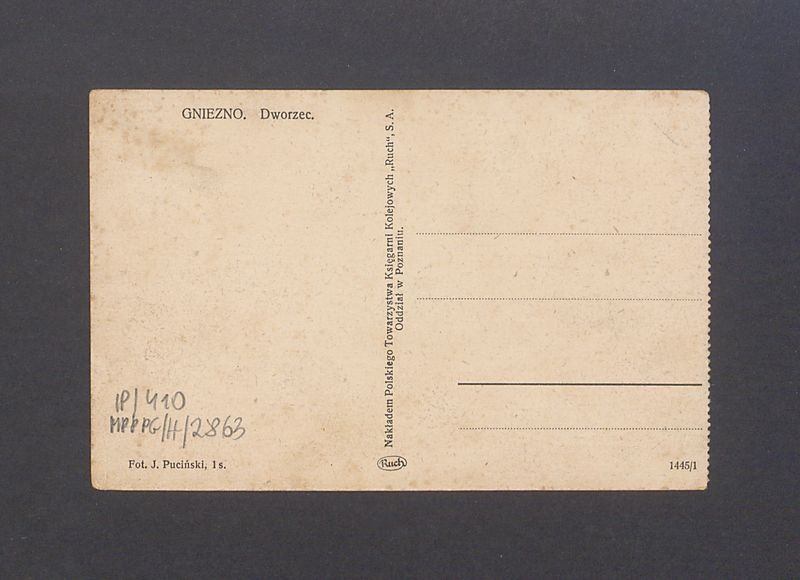 GNIEZNO. Dworzec.
Nakładem Polskiego Towarzystwa Księgarni Kolejowych „Ruch“, S. A.
Oddział w Poznaniu.
IP/410
MPPPG/H/2863
Fot. J. Puciński, 1 s.
Ruch
1445/1